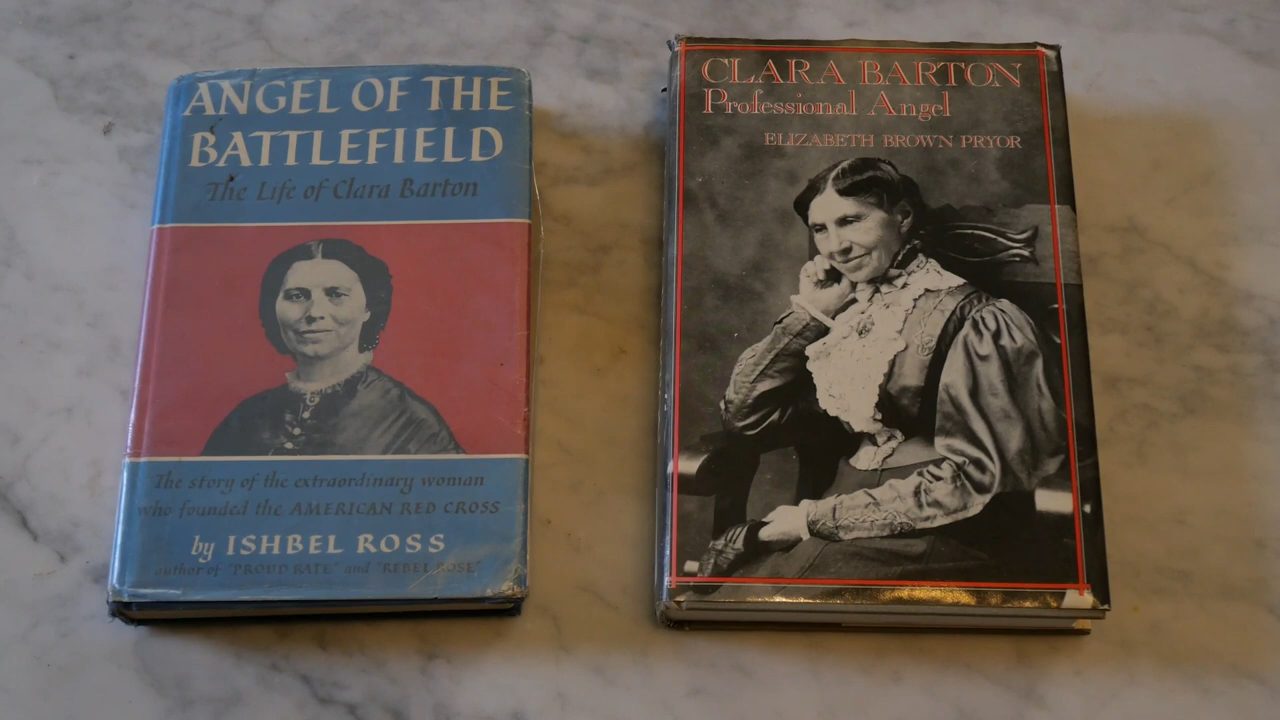 ANGEL OF THE
BATTLEFIELD
The Life of Clara Barton
The story of the extraordinary woman
who founded the AMERICAN RED CROSS
by ISHBEL ROSS
author of "PROUD KATE" and "REBEL ROSE"
CLARA BARTON
Professional Angel
ELIZABETH BROWN PRYOR